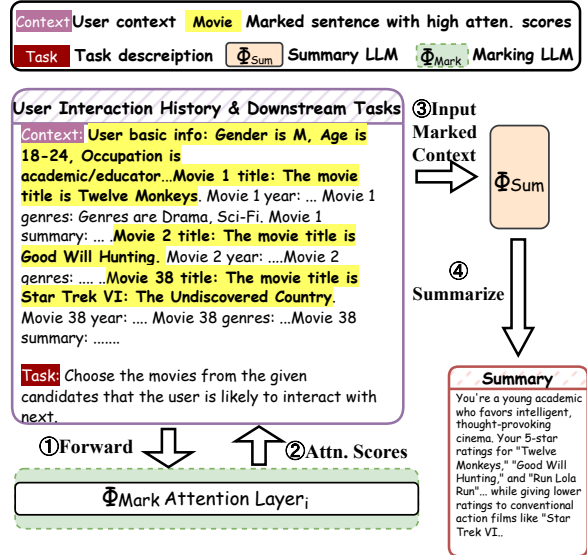 Context User context Movie Marked sentence with high atten. scores
Task Task descreiption ΦSum Summary LLM ΦMark Marking LLM
User Interaction History & Downstream Tasks
Context: User basic info: Gender is M, Age is
18-24, Occupation is
academic/educator...Movie 1 title: The movie
title is Twelve Monkeys. Movie 1 year: ... Movie 1
genres: Genres are Drama, Sci-Fi. Movie 1
summary: ... .Movie 2 title: The movie title is
Good Will Hunting. Movie 2 year: ....Movie 2
genres: .... ..Movie 38 title: The movie title is
Star Trek VI: The Undiscovered Country.
Movie 38 year: .... Movie 38 genres: ...Movie 38
summary: .......
Task: Choose the movies from the given
candidates that the user is likely to interact with
next.
①Forward
②Attn. Scores
ΦMark Attention Layeri
③Input
Marked
Context
ΦSum
④
Summarize
Summary
You're a young academic
who favors intelligent,
thought-provoking
cinema. Your 5-star
ratings for "Twelve
Monkeys," "Good Will
Hunting," and "Run Lola
Run"... while giving lower
ratings to conventional
action films like "Star
Trek VI..